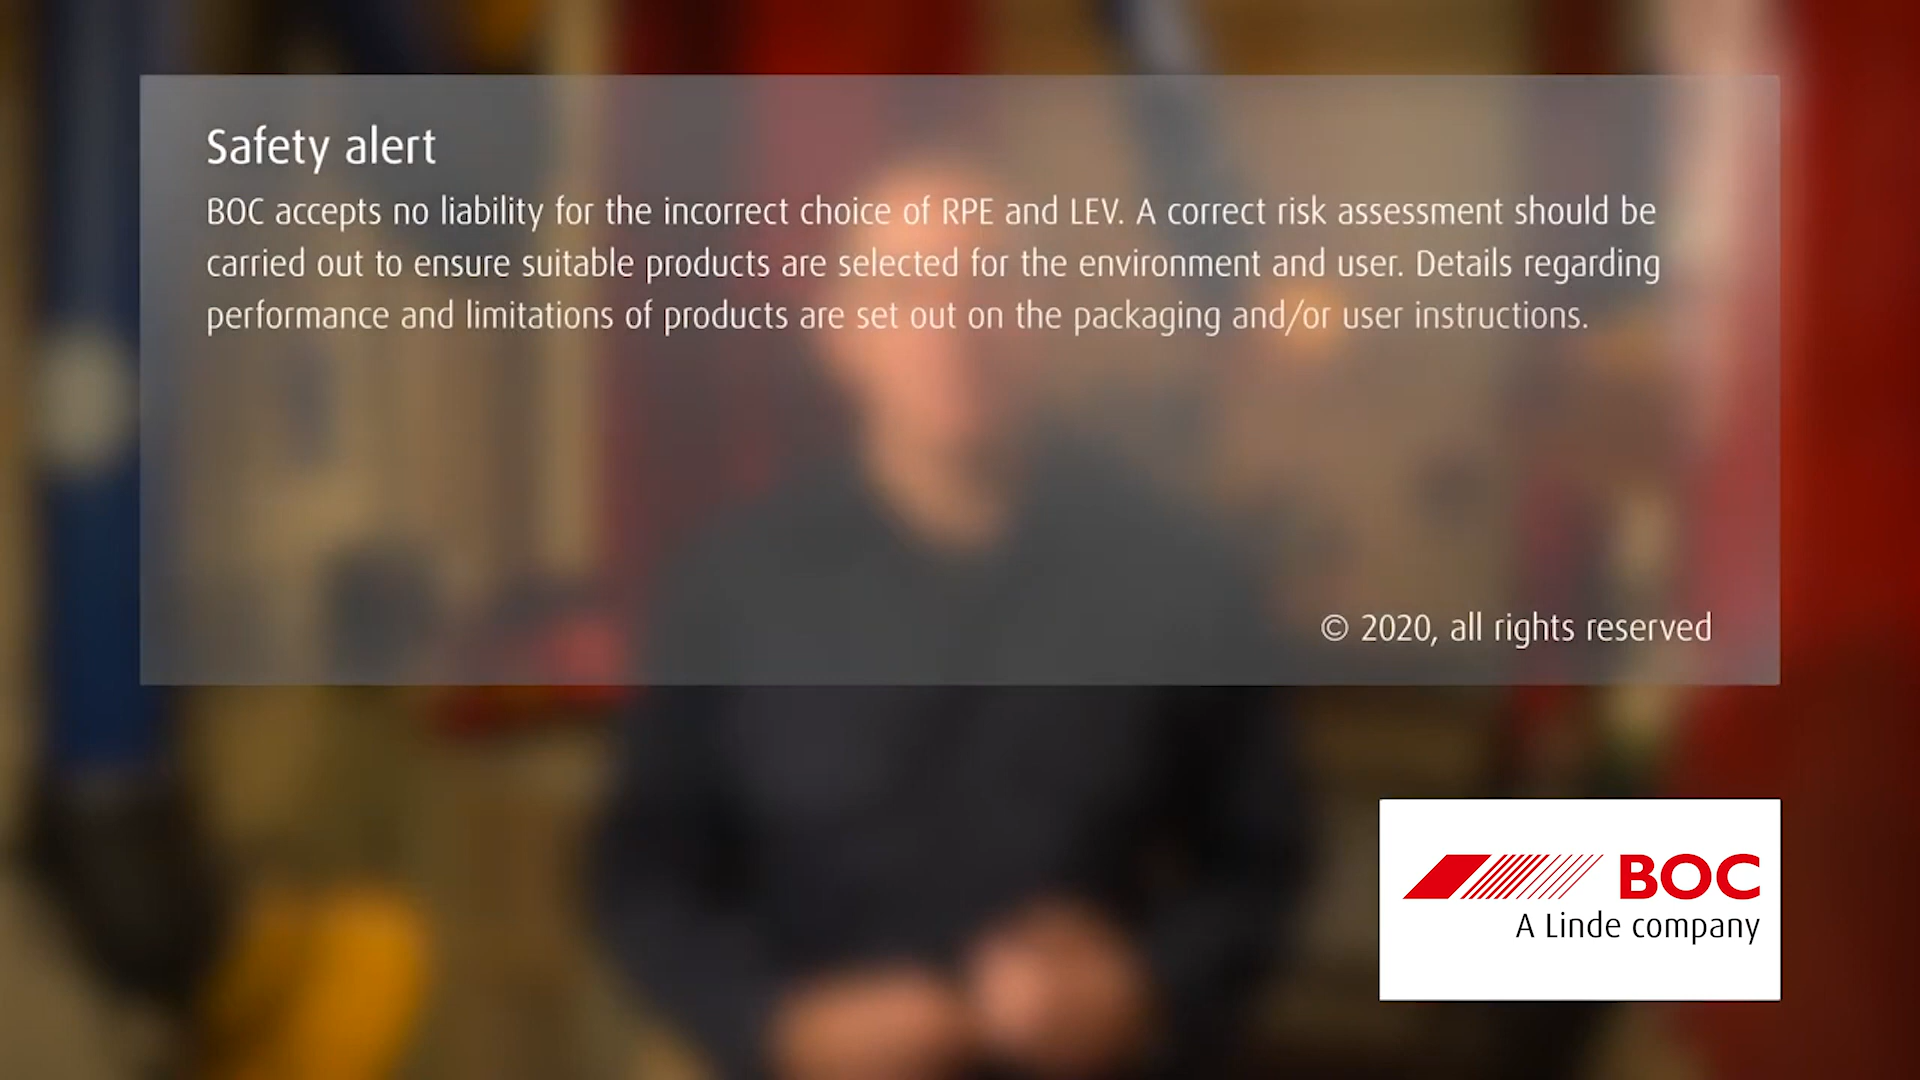 Safety alert
BOC accepts no liability for the incorrect choice of RPE and LEV. A correct risk assessment should be
carried out to ensure suitable products are selected for the environment and user. Details regarding
performance and limitations of products are set out on the packaging and/or user instructions.
© 2020, all rights reserved
BOC
A Linde company